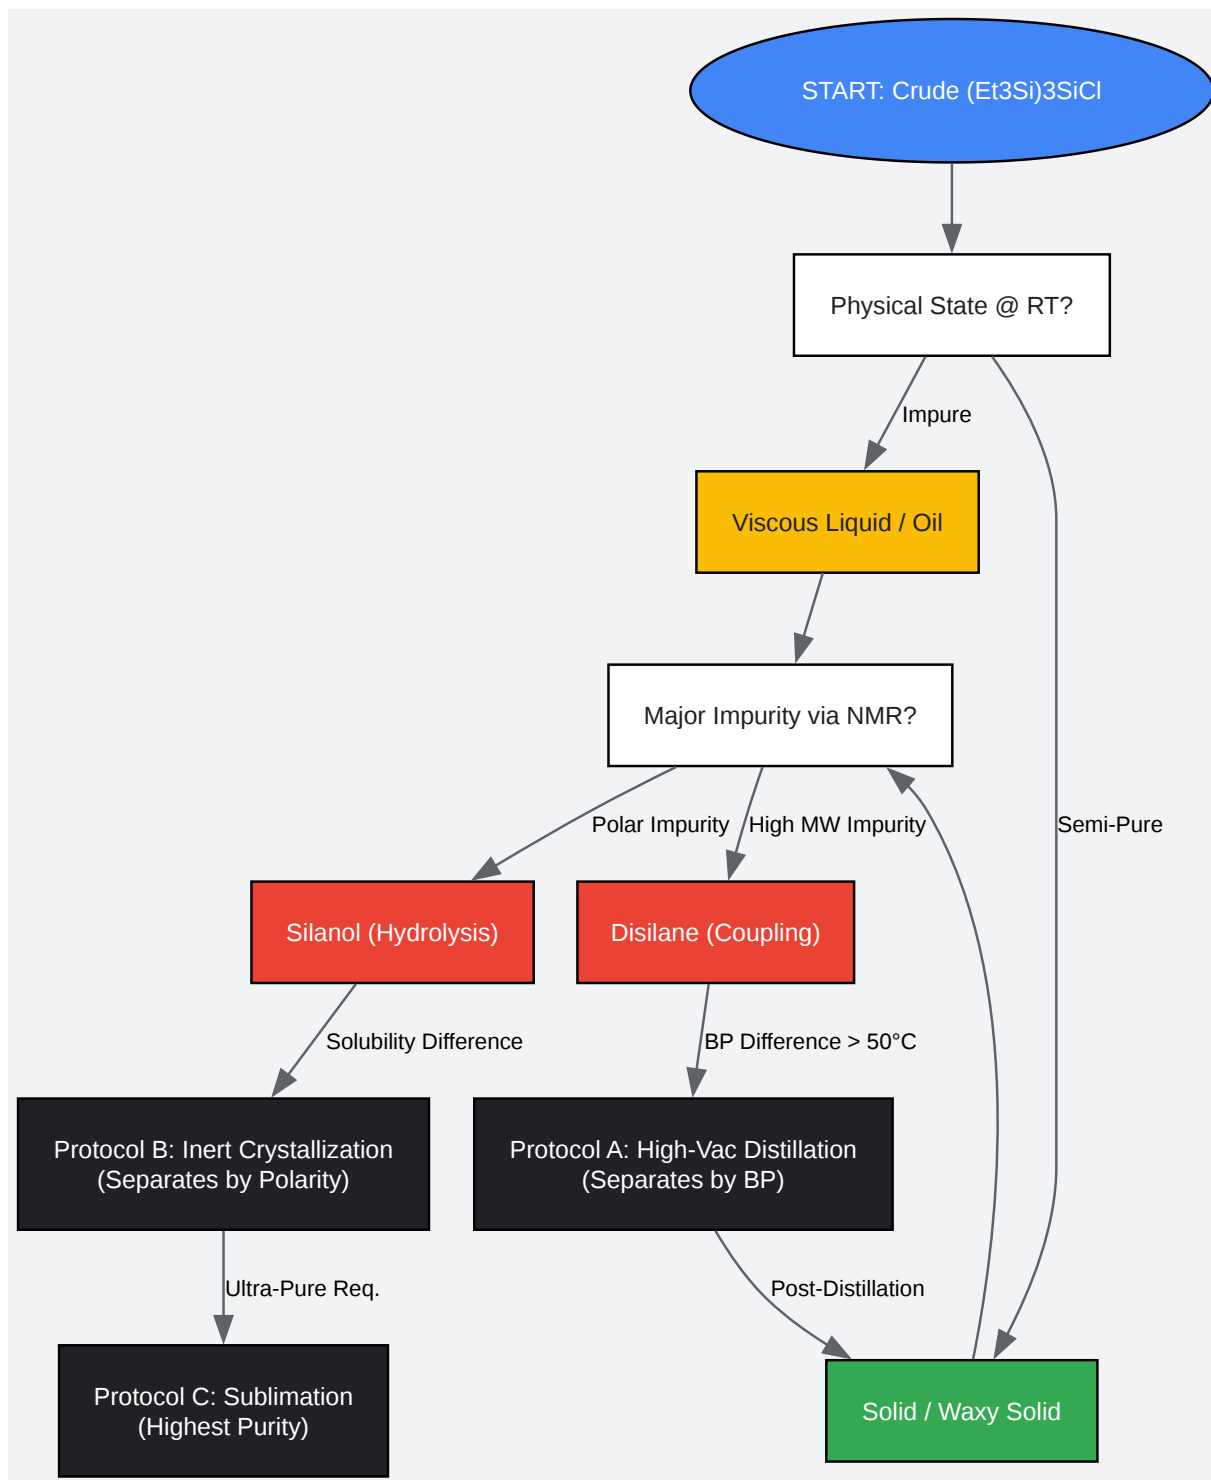 START: Crude (Et3Si)3SiCl
Physical State @ RT?
Impure
Viscous Liquid / Oil
Major Impurity via NMR?
Polar Impurity
High MW Impurity
Semi-Pure
Silanol (Hydrolysis)
Disilane (Coupling)
Solubility Difference
BP Difference > 50°C
Protocol B: Inert Crystallization
(Separates by Polarity)
Protocol A: High-Vac Distillation
(Separates by BP)
Ultra-Pure Req.
Post-Distillation
Protocol C: Sublimation
(Highest Purity)
Solid / Waxy Solid